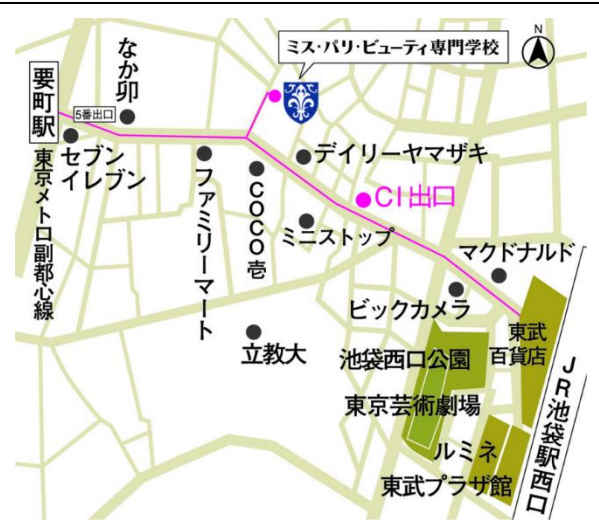 ミス・パリ・ビューティ専門学校
N
なか卯
要町駅
5番出口
セブン
イレブン
東京メトロ副都心線
デイリーヤマザキ
ファミリーマート
COCO壱
C1出口
ミニストップ
マクドナルド
ビックカメラ
立教大
東武
百貨店
池袋西口公園
東京芸術劇場
JR池袋駅西口
ルミネ
東武プラザ館